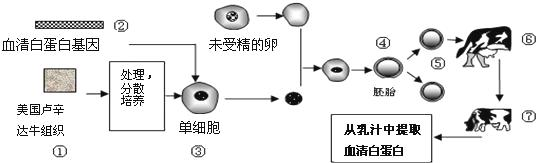 ②
血清白蛋白基因
未受精的卵
④
⑥
处理，
分散
培养
⑤
胚胎
美国卢辛
达牛组织
单细胞
⑦
从乳汁中提取
血清白蛋白
①
③